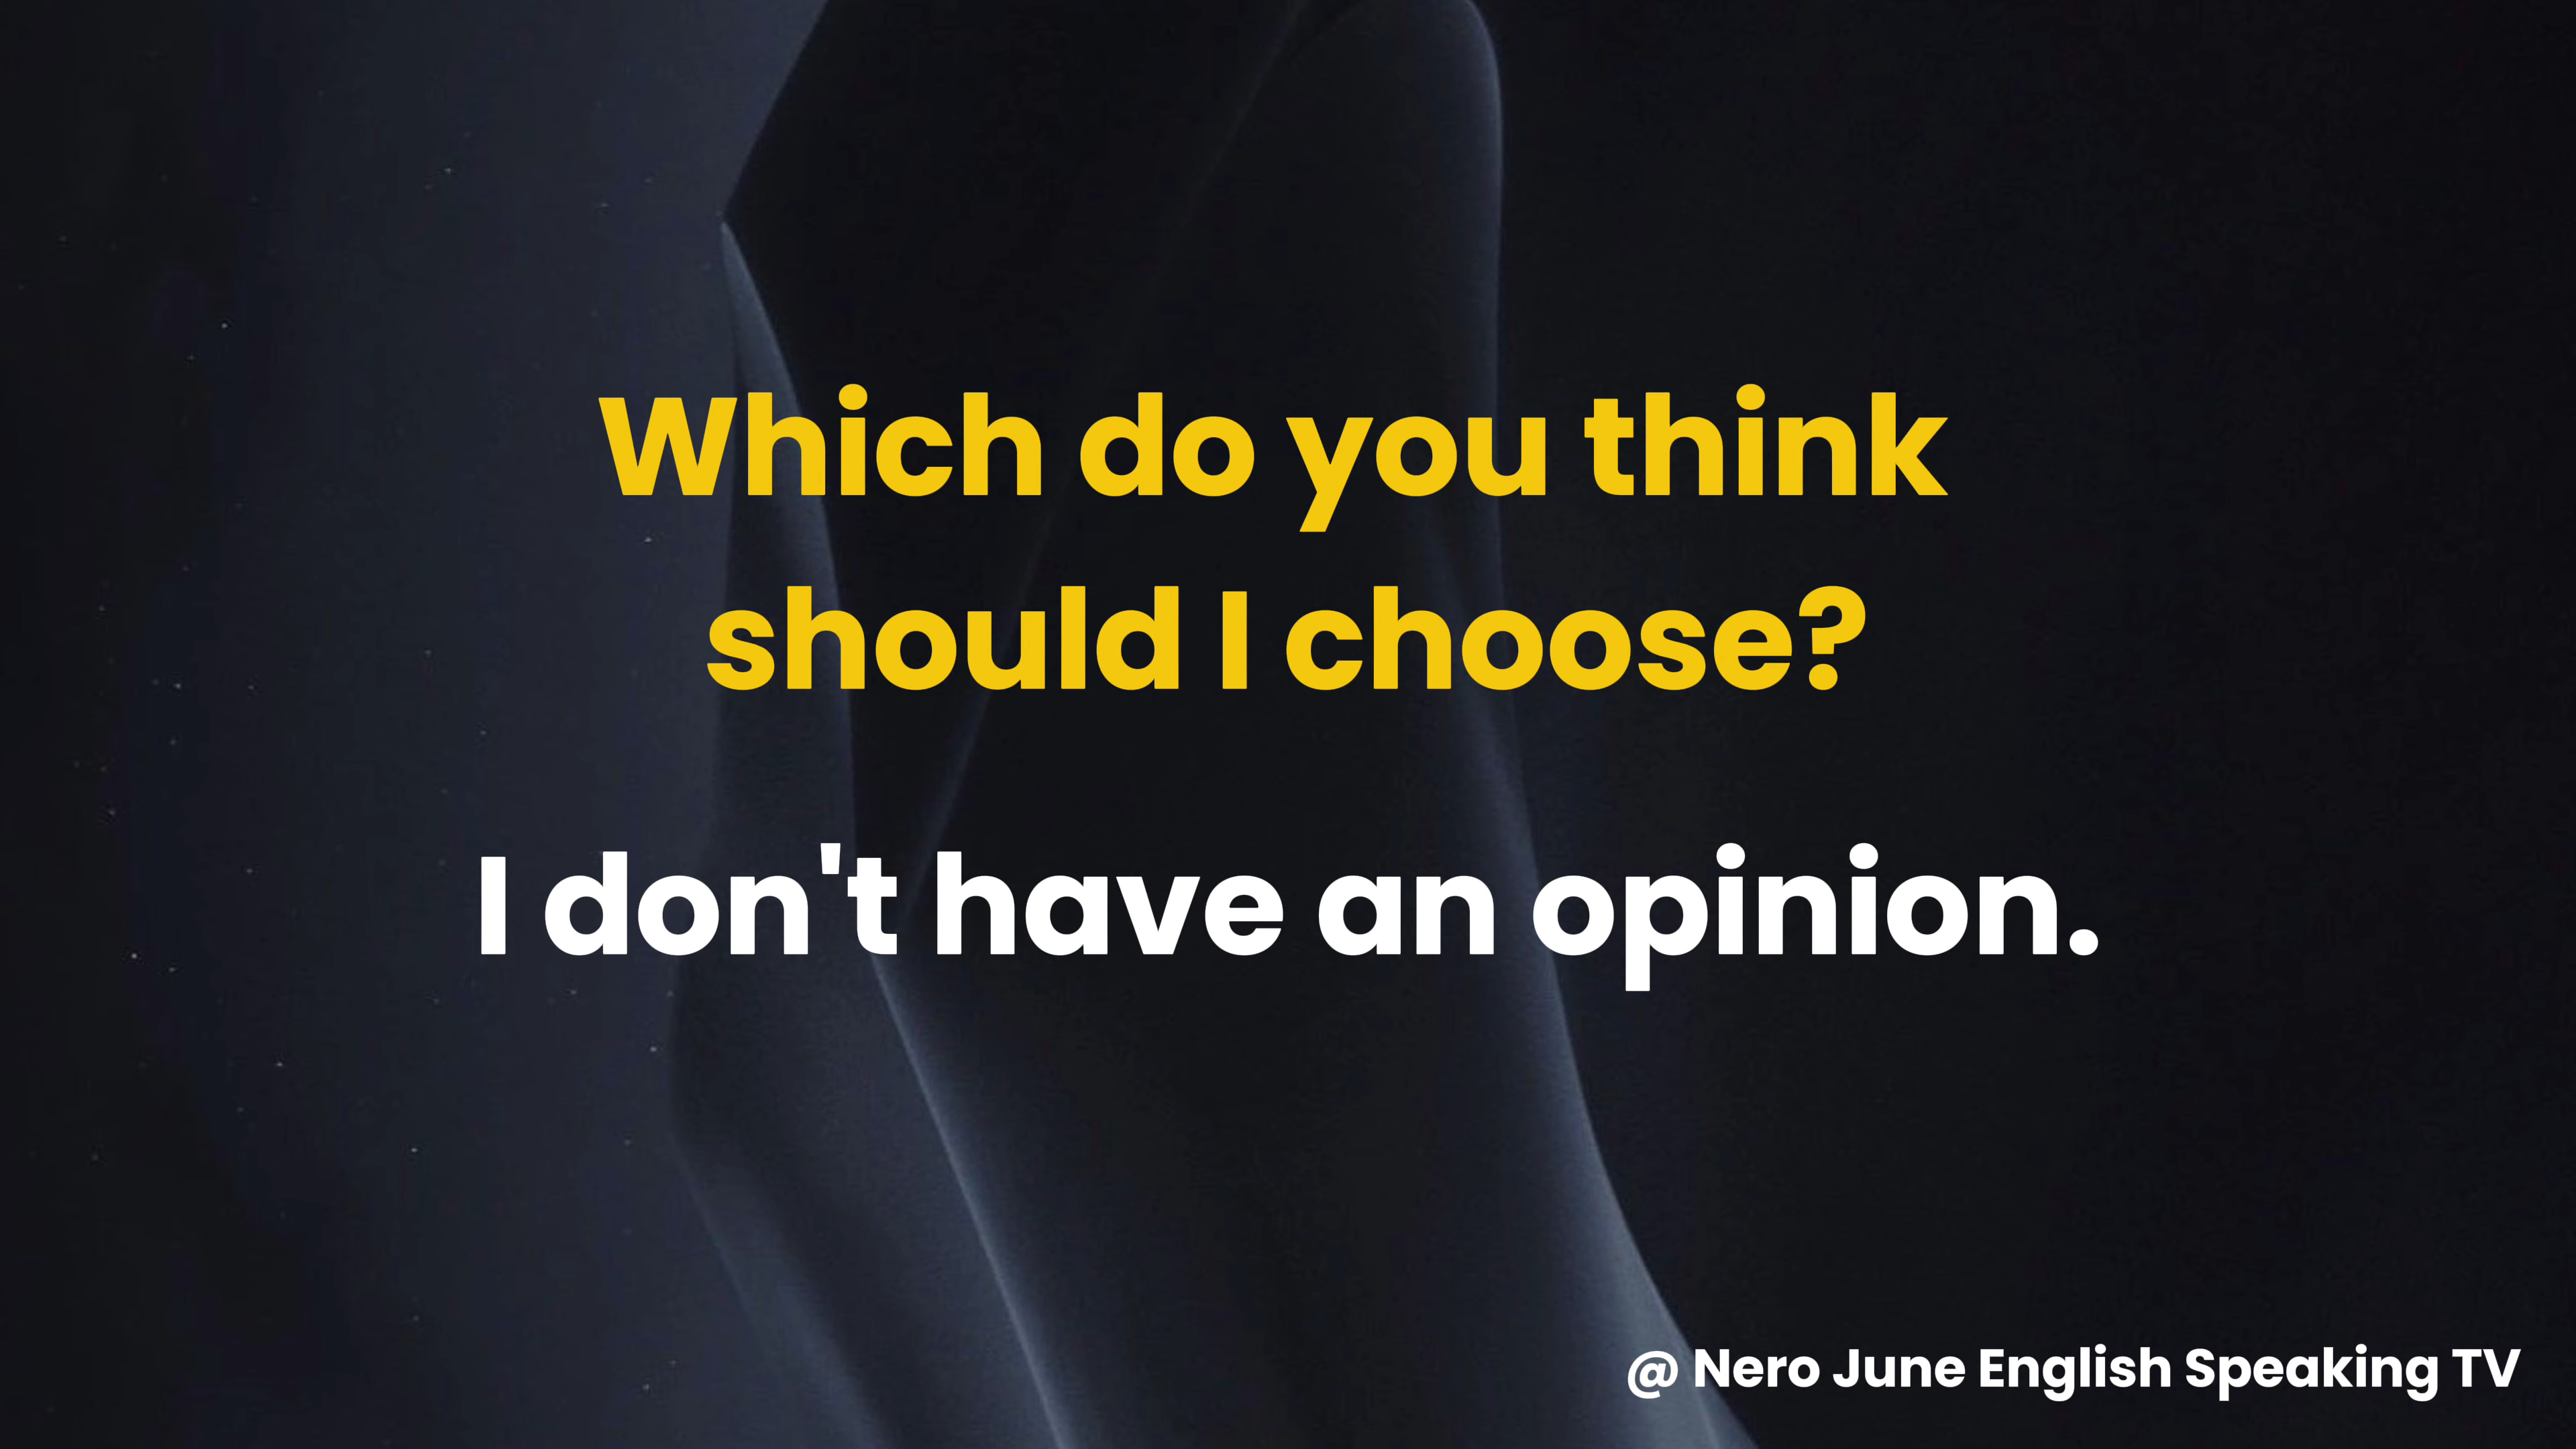 Which do you think
should I choose?
I don't have an opinion.
@ Nero June English Speaking TV